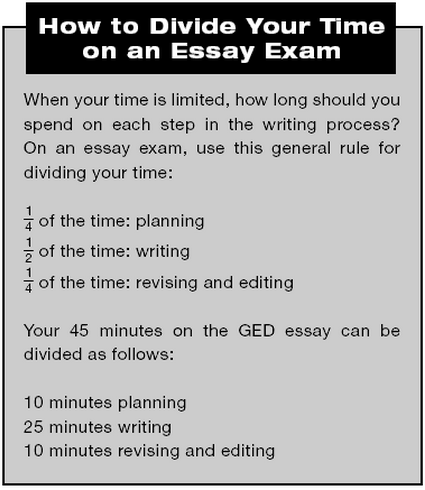 How to Divide Your Time
on an Essay Exam
When your time is limited, how long should you
spend on each step in the writing process?
On an essay exam, use this general rule for
dividing your time:
1/4 of the time: planning
1/2 of the time: writing
1/4 of the time: revising and editing
Your 45 minutes on the GED essay can be
divided as follows:
10 minutes planning
25 minutes writing
10 minutes revising and editing